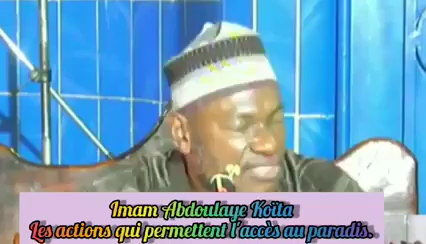 Imam Abdoulaye Koïta
Les actions qui permettent l'accès au paradis.